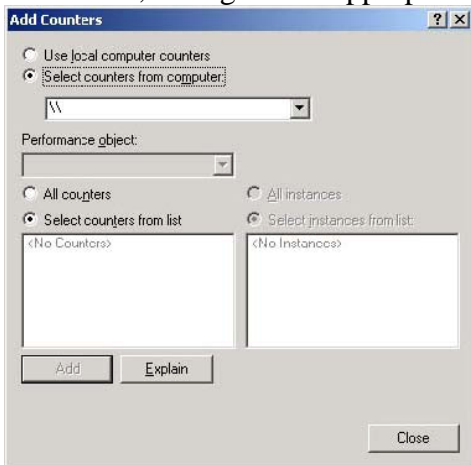 Add Counters
Use local computer counters
Select counters from computer:
\\
Performance object:
All counters
All instances
Select counters from list
Select instances from list:
<No Counters>
<No Instances>
Add
Explain
Close